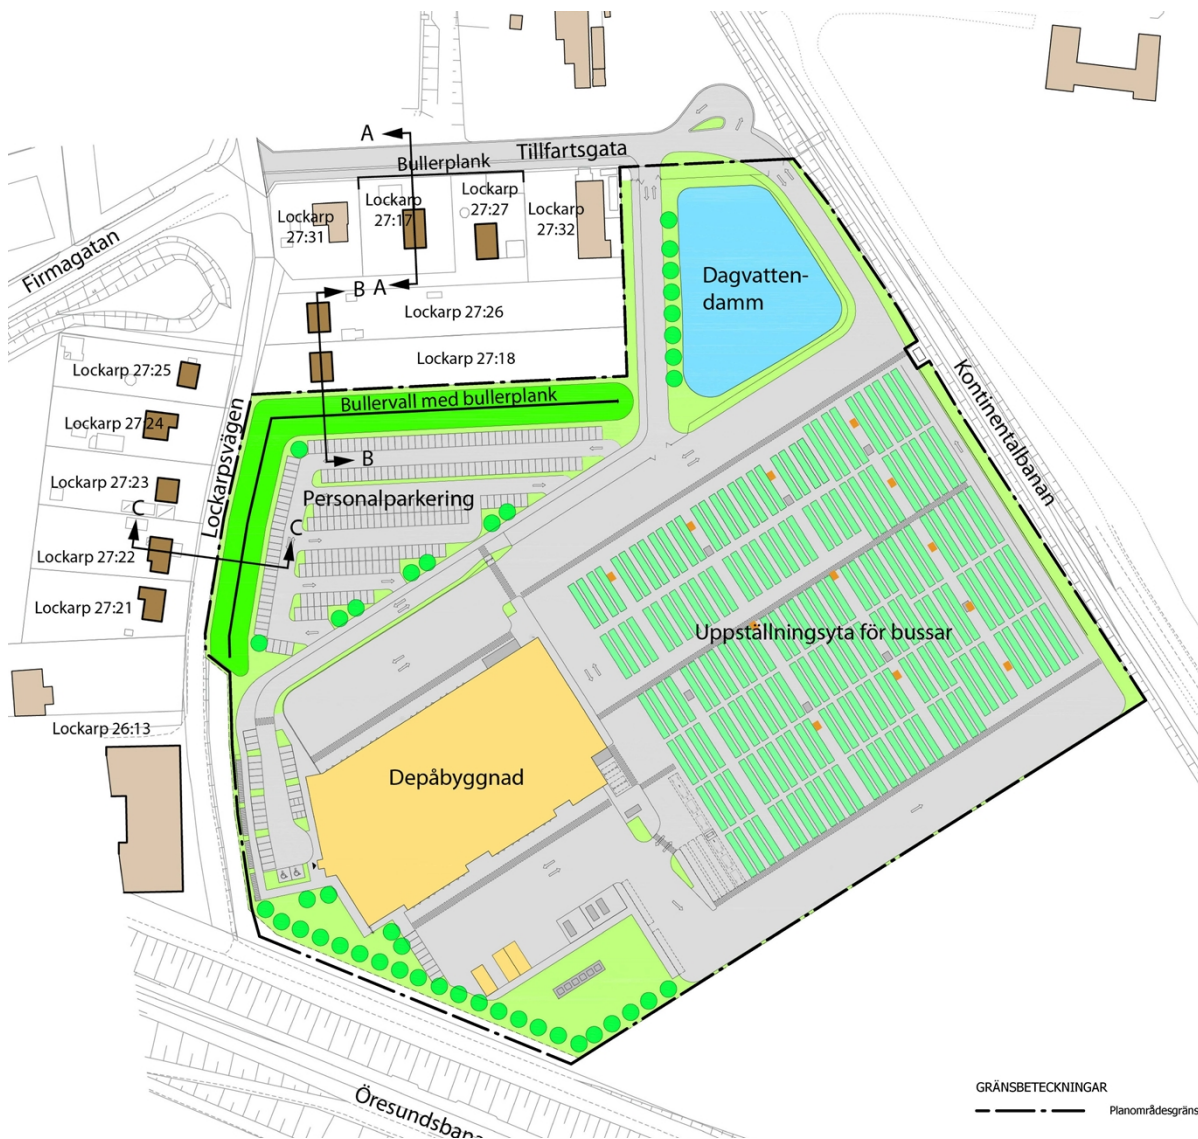 A
Tillfartsgata
Bullerplank
Lockarp
27:31
Lockarp
27:17
Lockarp
27:27
Lockarp
27:32
Firmagatan
B
A
Lockarp 27:26
Dagvatten-
damm
Lockarp 27:18
Lockarp 27:25
Kontinentalbanan
Bullervall med bullerplank
Lockarp 27:24
Lockarpsvägen
B
Lockarp 27:23
Personalparkering
C
C
Lockarp 27:22
Lockarp 27:21
Uppställningsyta för bussar
Lockarp 26:13
Depåbyggnad
Öresundsbana
GRÄNSBETECKNINGAR
Planområdesgräns